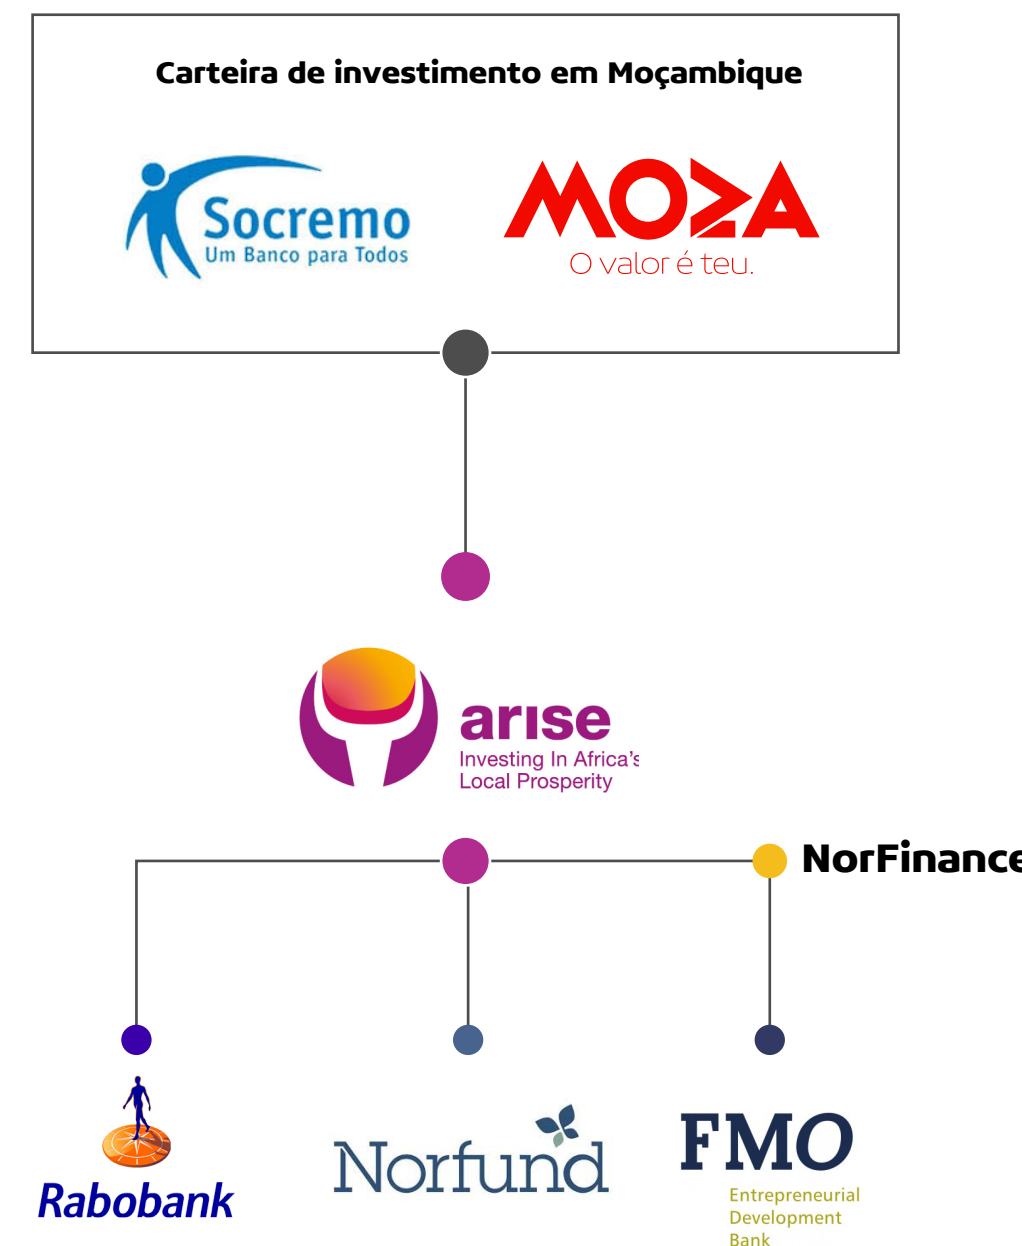 Carteira de investimento em Moçambique
Socremo
Um Banco para Todos
MOZA
O valor é teu.
arise
Investing In Africa's
Local Prosperity
NorFinance
Rabobank
Norfund
FMO
Entrepreneurial
Development
Bank